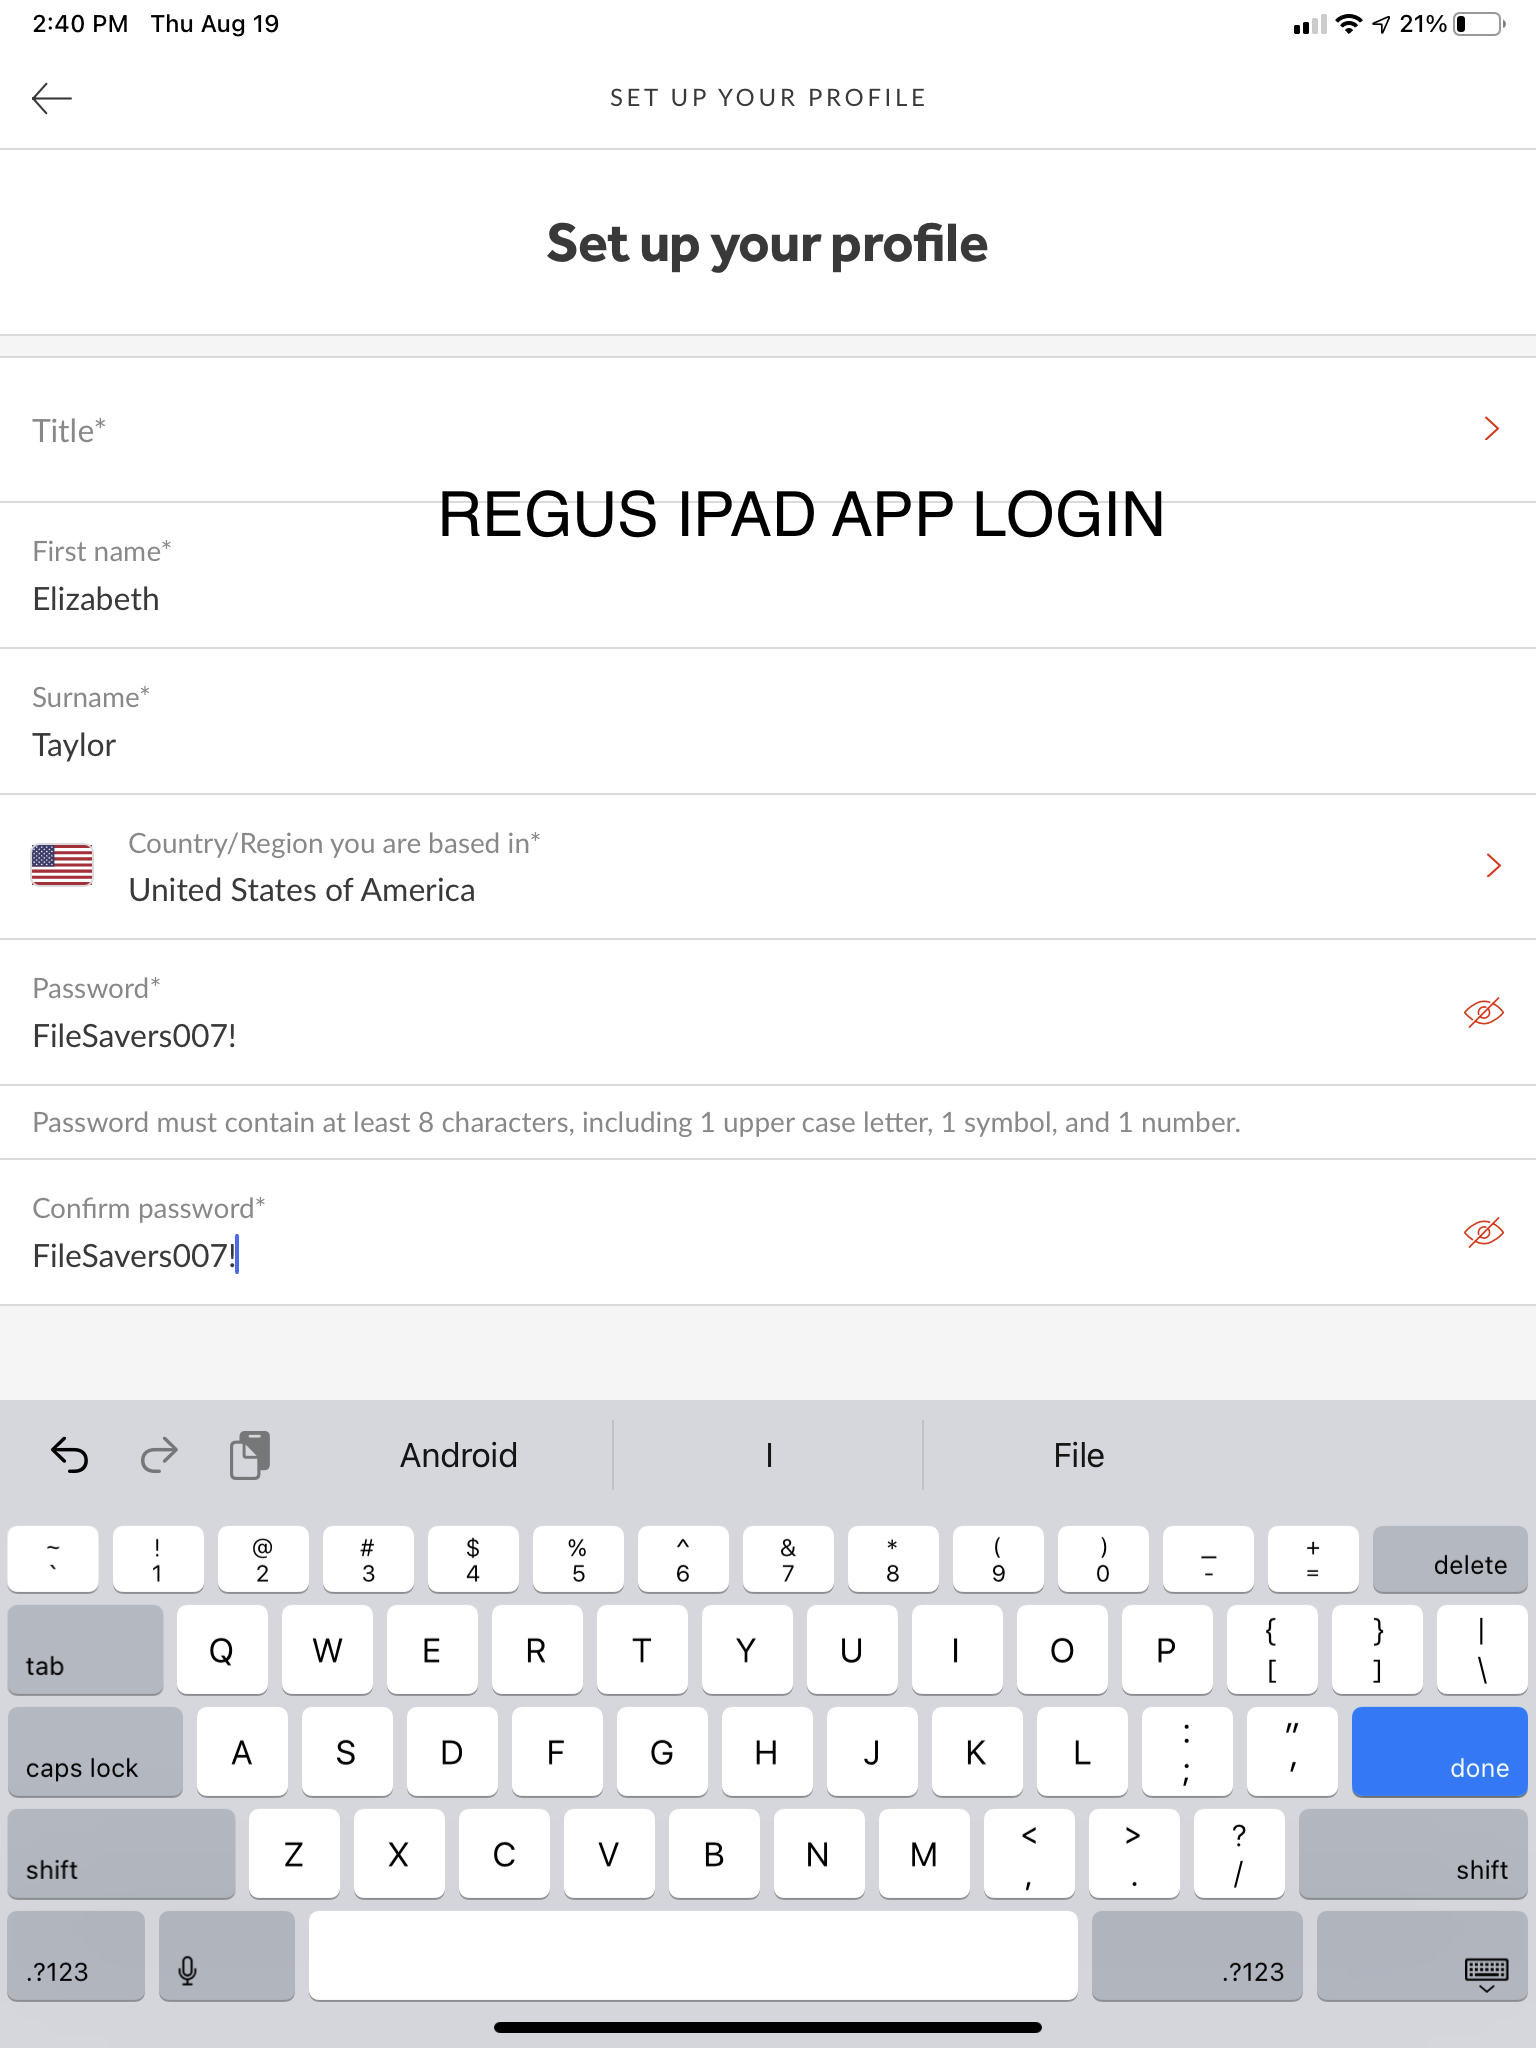 2:40 PM Thu Aug 19 21%
SET UP YOUR PROFILE
Set up your profile
Title*
REGUS IPAD APP LOGIN
First name*
Elizabeth
Surname*
Taylor
Country/Region you are based in*
United States of America
Password*
FileSavers007!
Password must contain at least 8 characters, including 1 upper case letter, 1 symbol, and 1 number.
Confirm password*
FileSavers007!
Android I File
~ ! @ # $ % ^ & * ( ) _ +
` 1 2 3 4 5 6 7 8 9 0 - = delete
tab Q W E R T Y U I O P { [ } ] | \
caps lock A S D F G H J K L : ; " ' done
shift Z X C V B N M < , > . ? / shift
.?123 .?123